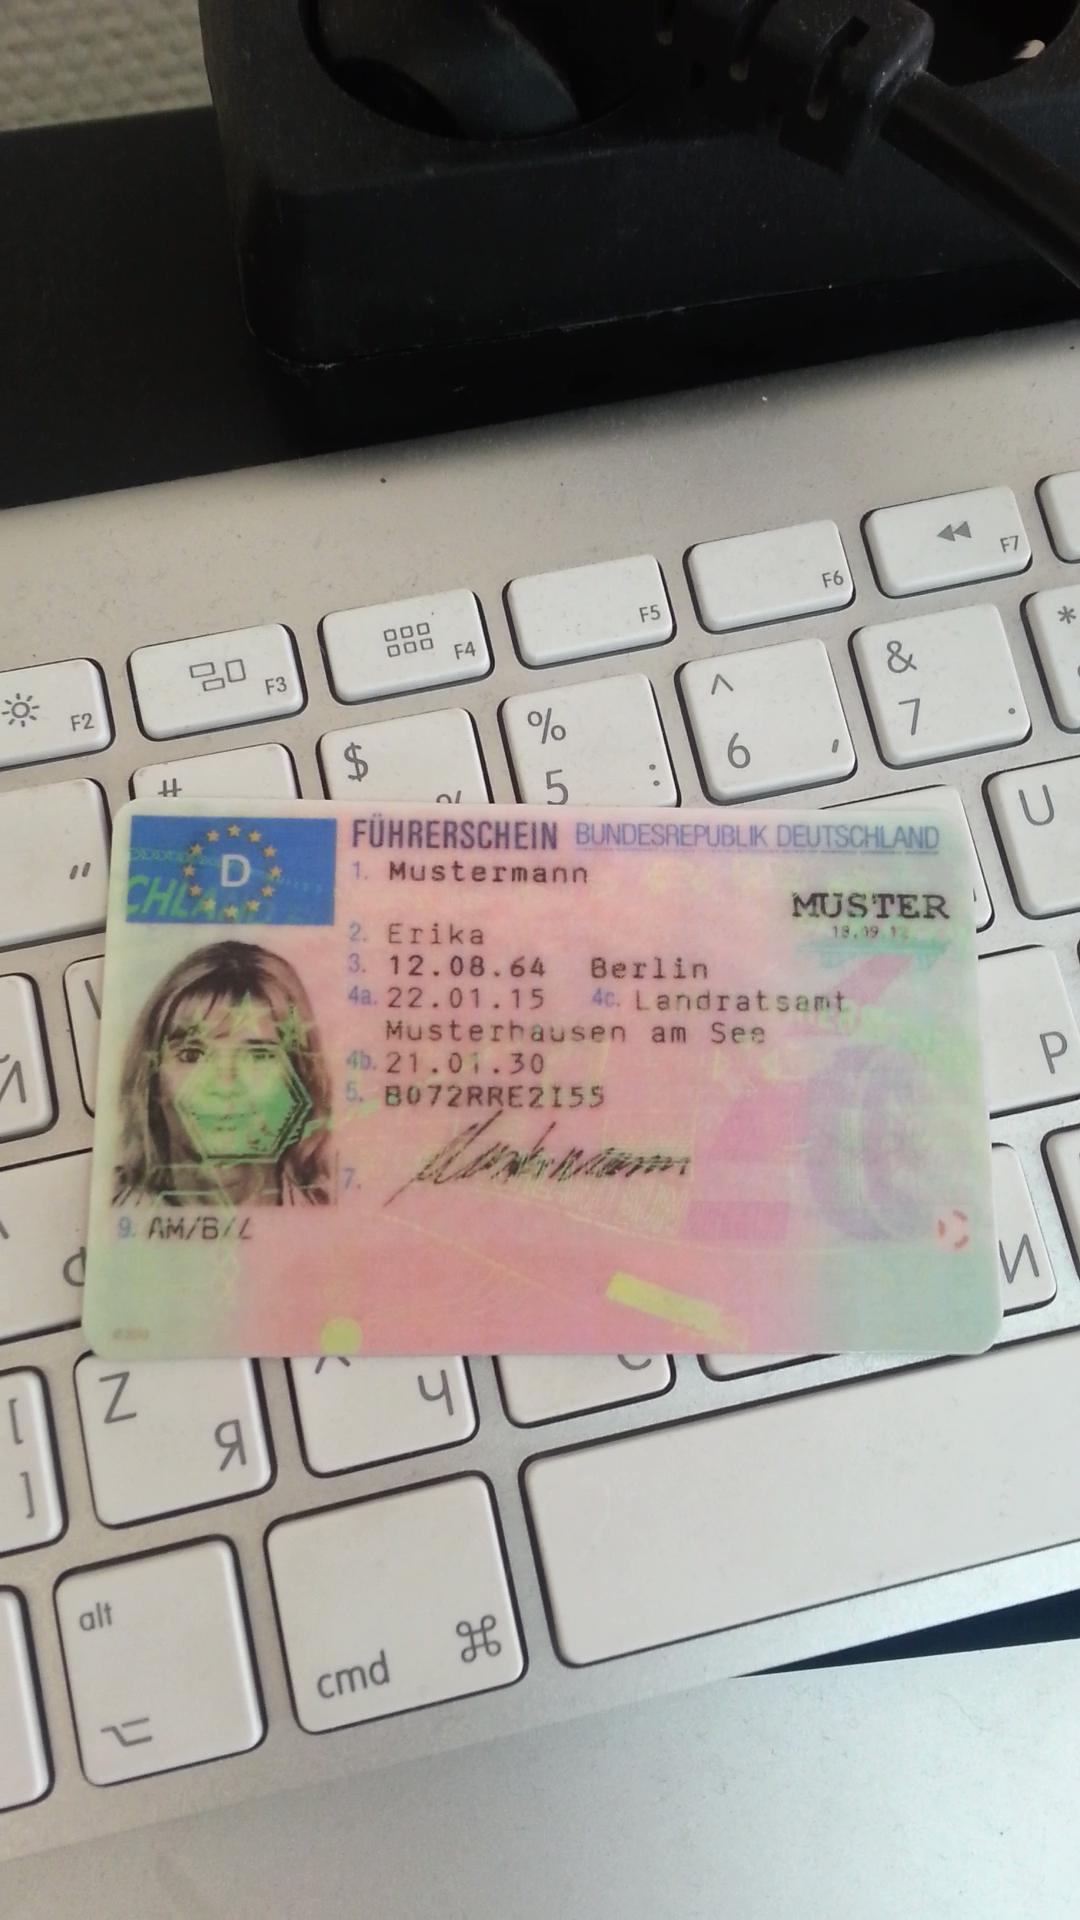 F2
F3
F4
F5
F6
F7
#
$
%
5 :
^
6 ,
&
7 .
*
"
U
FÜHRERSCHEIN BUNDESREPUBLIK DEUTSCHLAND
D
1. Mustermann
MUSTER
2. Erika
3. 12.08.64 Berlin
4a. 22.01.15 4c. Landratsamt
Musterhausen am See
4b. 21.01.30
5. B072RRE2I55
7.
9. AM/B/L
Й
Р
Ф
И
Z
Я
Ч
[
]
alt
cmd ⌘